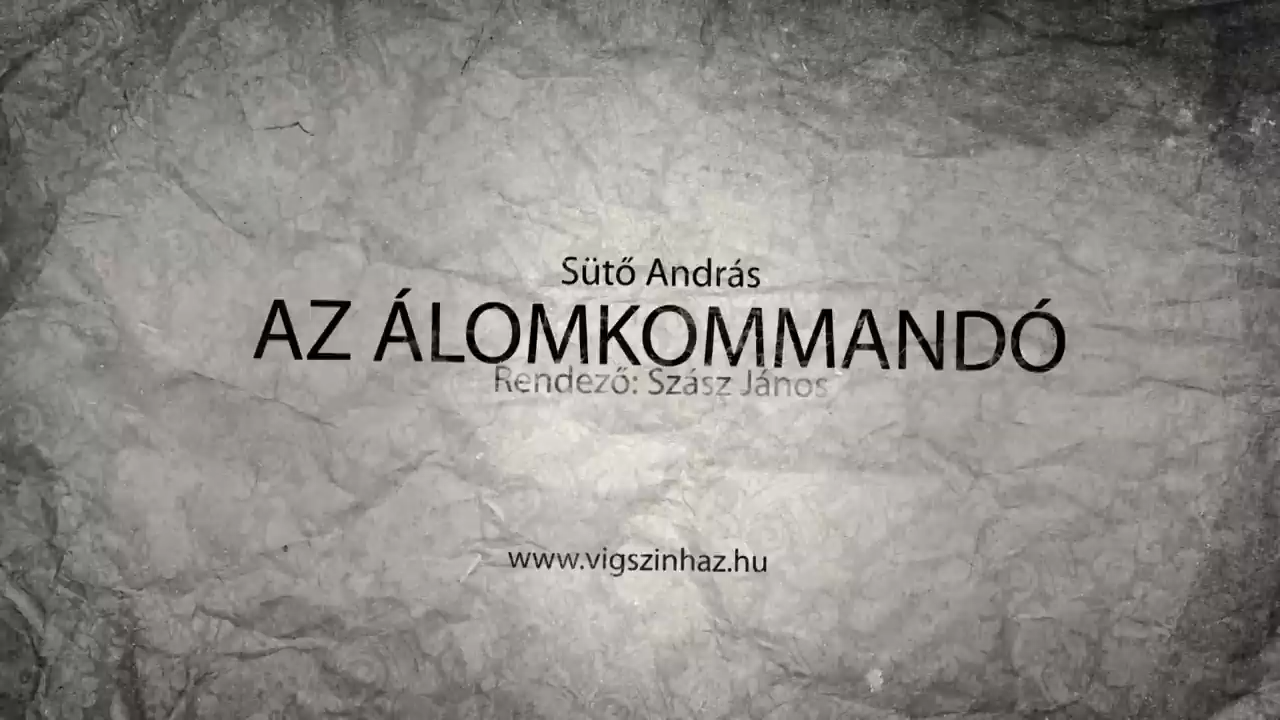 Sütő András
AZ ÁLOMKOMMANDÓ
Rendező: Szász János
www.vigszinhaz.hu